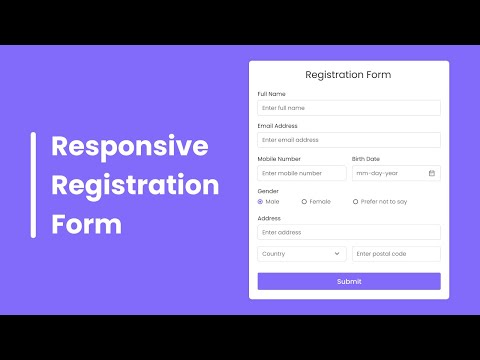 Responsive
Registration
Form
Registration Form
Full Name
Enter full name
Email Address
Enter email address
Mobile Number Birth Date
Enter mobile number mm-day-year
Gender
Male Female Prefer not to say
Address
Enter address
Country Enter postal code
Submit